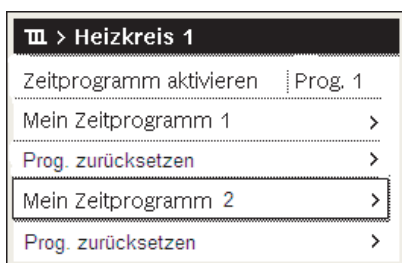 > Heizkreis 1
Zeitprogramm aktivieren Prog. 1
Mein Zeitprogramm 1 >
Prog. zurücksetzen >
Mein Zeitprogramm 2 >
Prog. zurücksetzen >